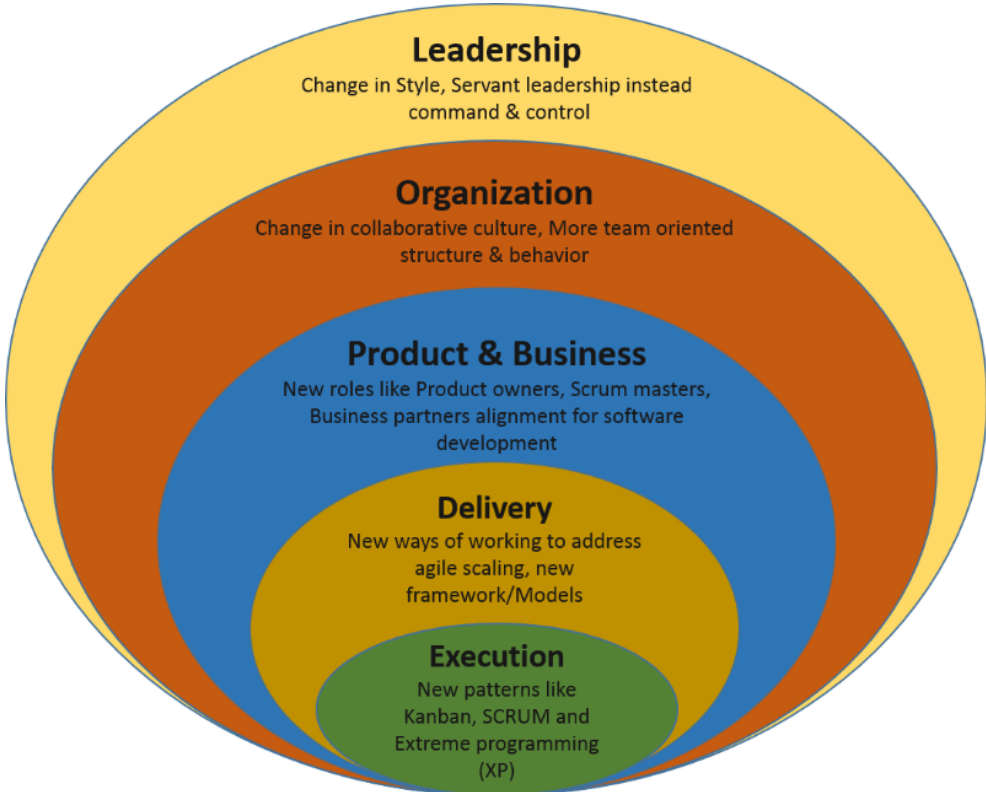 Leadership
Change in Style, Servant leadership instead
command & control
Organization
Change in collaborative culture, More team oriented
structure & behavior
Product & Business
New roles like Product owners, Scrum masters,
Business partners alignment for software
development
Delivery
New ways of working to address
agile scaling, new
framework/Models
Execution
New patterns like
Kanban, SCRUM and
Extreme programming
(XP)